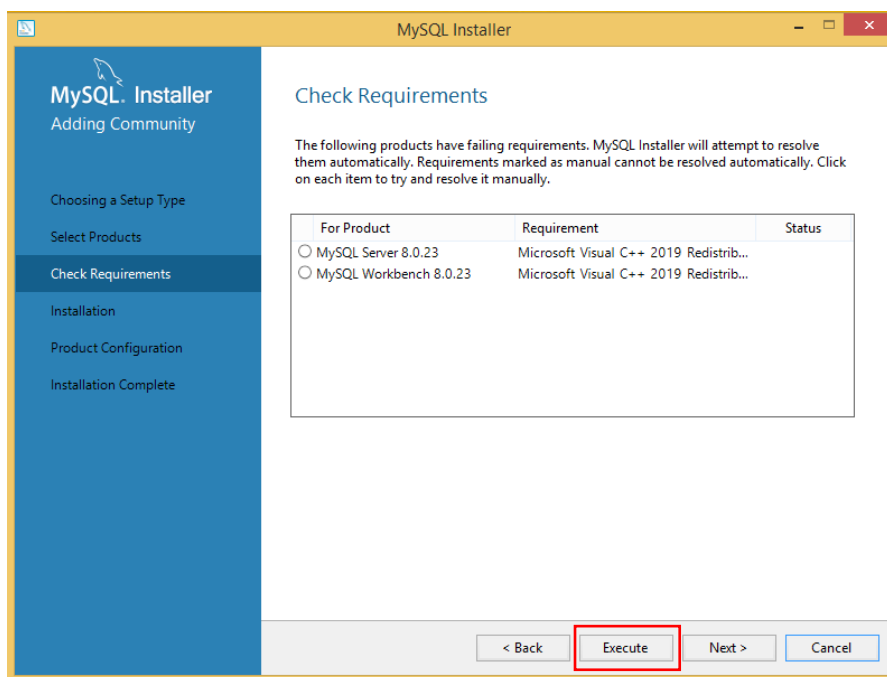 MySQL Installer
MySQL. Installer
Adding Community
Choosing a Setup Type
Select Products
Check Requirements
Installation
Product Configuration
Installation Complete
Check Requirements
The following products have failing requirements. MySQL Installer will attempt to resolve
them automatically. Requirements marked as manual cannot be resolved automatically. Click
on each item to try and resolve it manually.
For Product Requirement Status
MySQL Server 8.0.23 Microsoft Visual C++ 2019 Redistrib...
MySQL Workbench 8.0.23 Microsoft Visual C++ 2019 Redistrib...
< Back Execute Next > Cancel